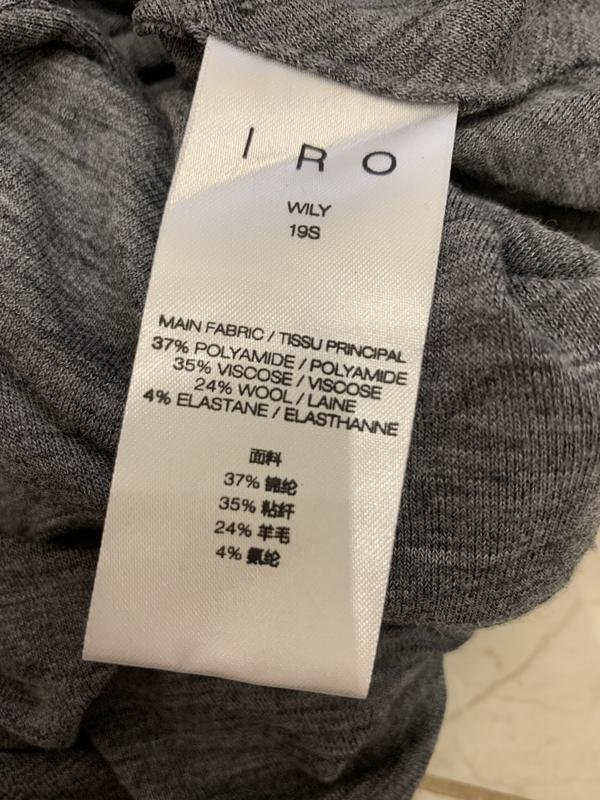 IRO
WILY
19S
MAIN FABRIC / TISSU PRINCIPAL
37% POLYAMIDE / POLYAMIDE
35% VISCOSE / VISCOSE
24% WOOL / LAINE
4% ELASTANE / ELASTHANNE
面料
37% 锦纶
35% 粘纤
24% 羊毛
4% 氨纶